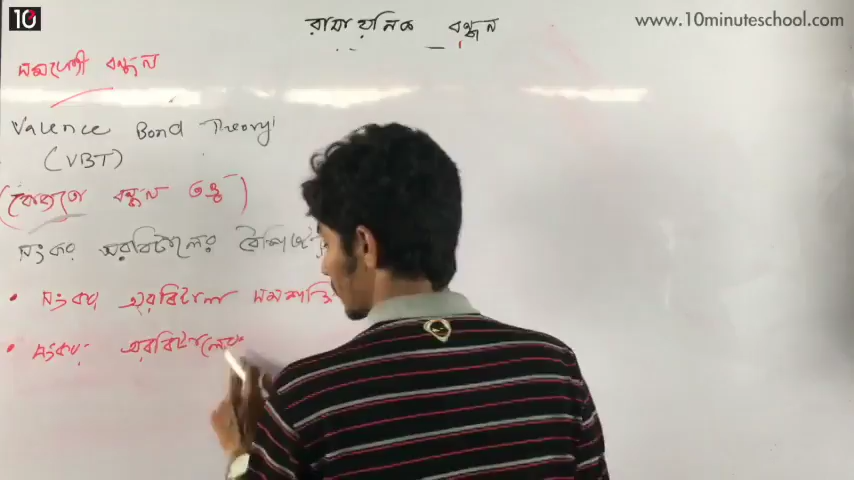 10
রাসায়নিক বন্ধন
www.10minuteschool.com
সমযোজী বন্ধন
Valence Bond Theory
(VBT)
(যোজ্যতা বন্ধন তত্ত্ব)
সংকর অরবিটালের
• সংকর অরবিটাল সমশক্তি
• সংকর অরবিটালের